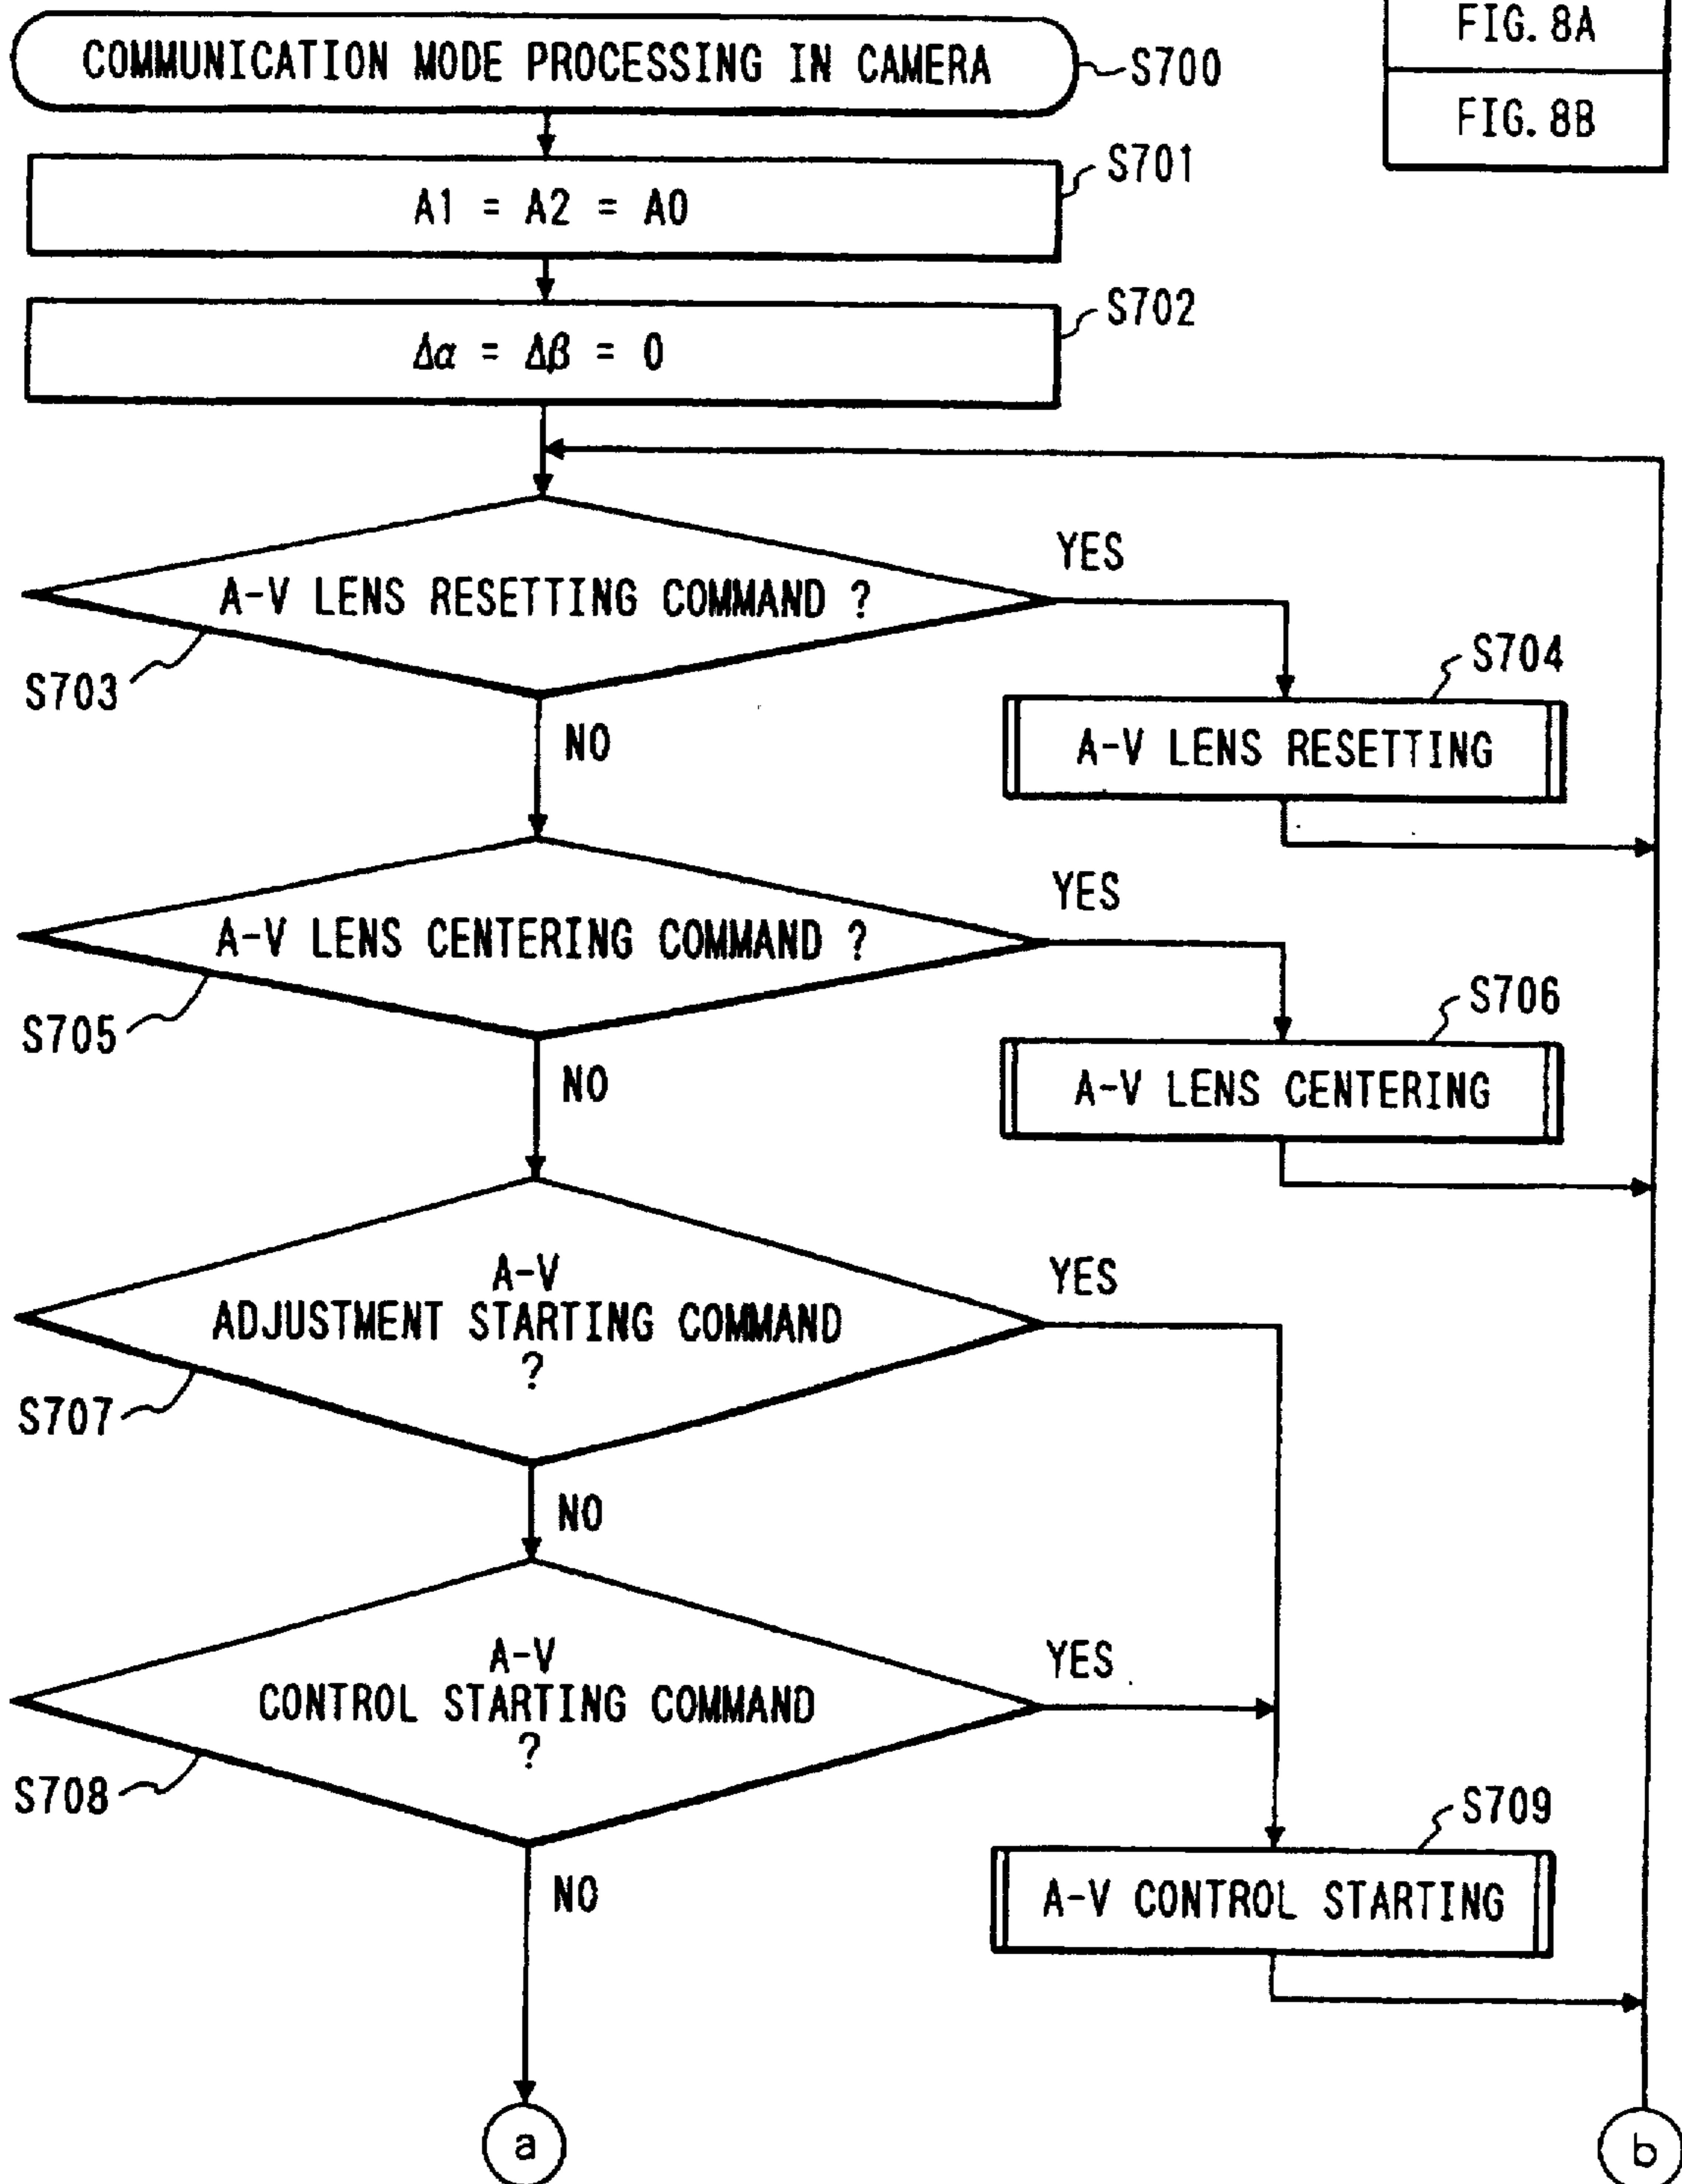 FIG. 8A
FIG. 8B
COMMUNICATION MODE PROCESSING IN CAMERA
S700
S701
A1 = A2 = A0
S702
Δα = Δβ = 0
A-V LENS RESETTING COMMAND ?
YES
S703
NO
S704
A-V LENS RESETTING
A-V LENS CENTERING COMMAND ?
YES
S705
NO
S706
A-V LENS CENTERING
A-V
ADJUSTMENT STARTING COMMAND
?
YES
S707
NO
A-V
CONTROL STARTING COMMAND
?
YES
S708
NO
S709
A-V CONTROL STARTING
a
b